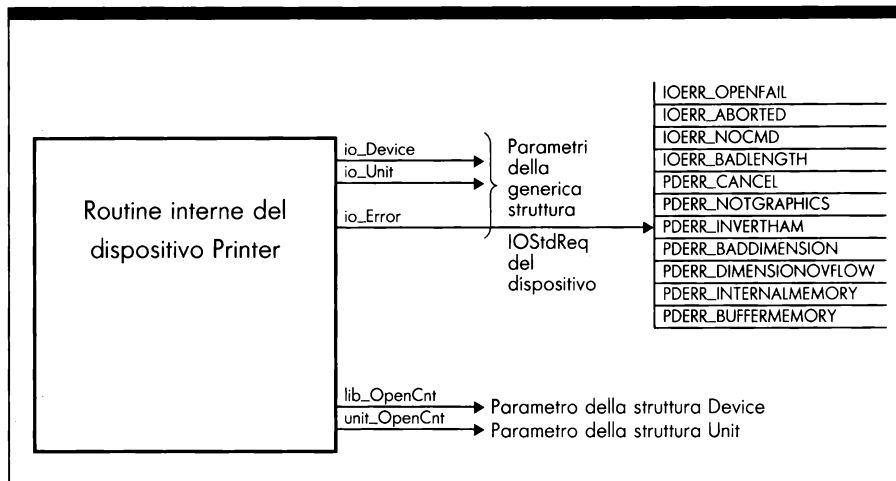 Routine interne del
dispositivo Printer
io_Device
io_Unit
io_Error
Parametri
della
generica
struttura
IOStdReq
del
dispositivo
IOERR_OPENFAIL
IOERR_ABORTED
IOERR_NOCMD
IOERR_BADLENGTH
PDERR_CANCEL
PDERR_NOTGRAPHICS
PDERR_INVERTHAM
PDERR_BADDIMENSION
PDERR_DIMENSIONOVFLOW
PDERR_INTERNALMEMORY
PDERR_BUFFERMEMORY
lib_OpenCnt
Parametro della struttura Device
unit_OpenCnt
Parametro della struttura Unit